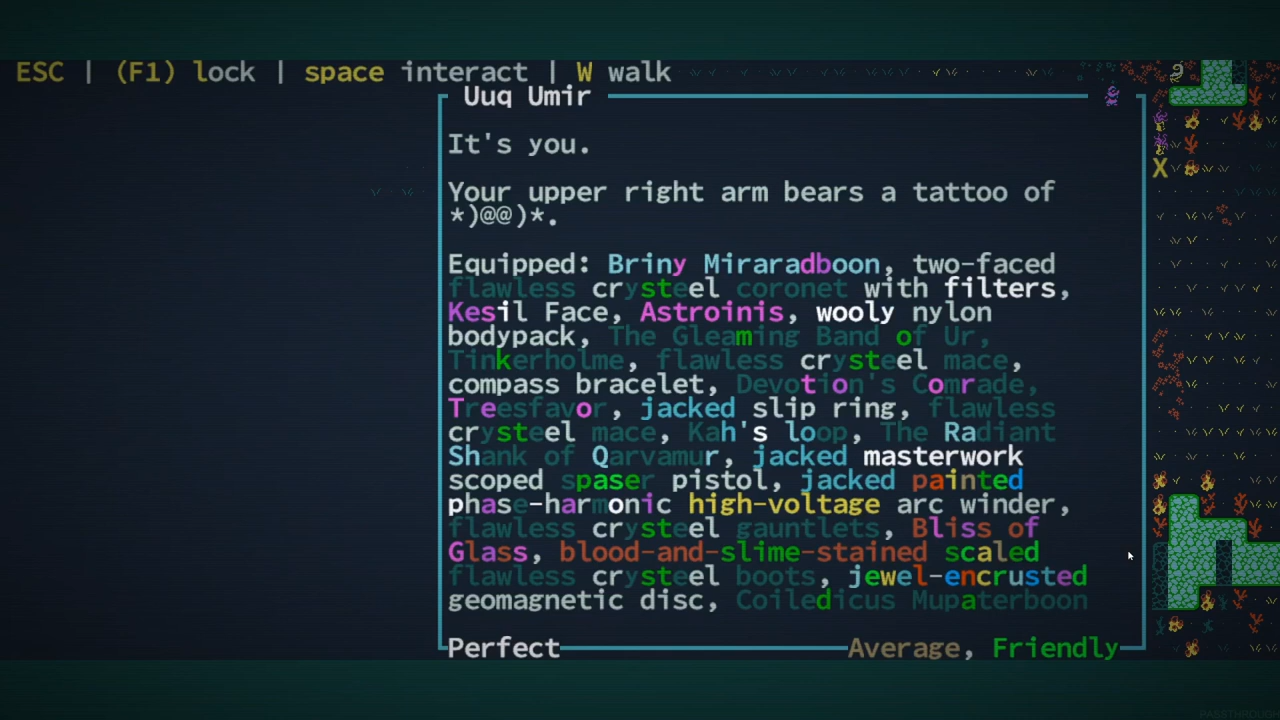 ESC | (F1) lock | space interact | W walk
Uuq Umir
It's you.
Your upper right arm bears a tattoo of
*)@@)*.
Equipped: Briny Miraradboon, two-faced
flawless crysteel coronet with filters,
Kesil Face, Astroinis, wooly nylon
bodypack, The Gleaming Band of Ur,
Tinkerholme, flawless crysteel mace,
compass bracelet, Devotion's Comrade,
Treesfavor, jacked slip ring, flawless
crysteel mace, Kah's loop, The Radiant
Shank of Qarvamur, jacked masterwork
scoped spaser pistol, jacked painted
phase-harmonic high-voltage arc winder,
flawless crysteel gauntlets, Bliss of
Glass, blood-and-slime-stained scaled
flawless crysteel boots, jewel-encrusted
geomagnetic disc, Coiledicus Mupaterboon
Perfect Average, Friendly